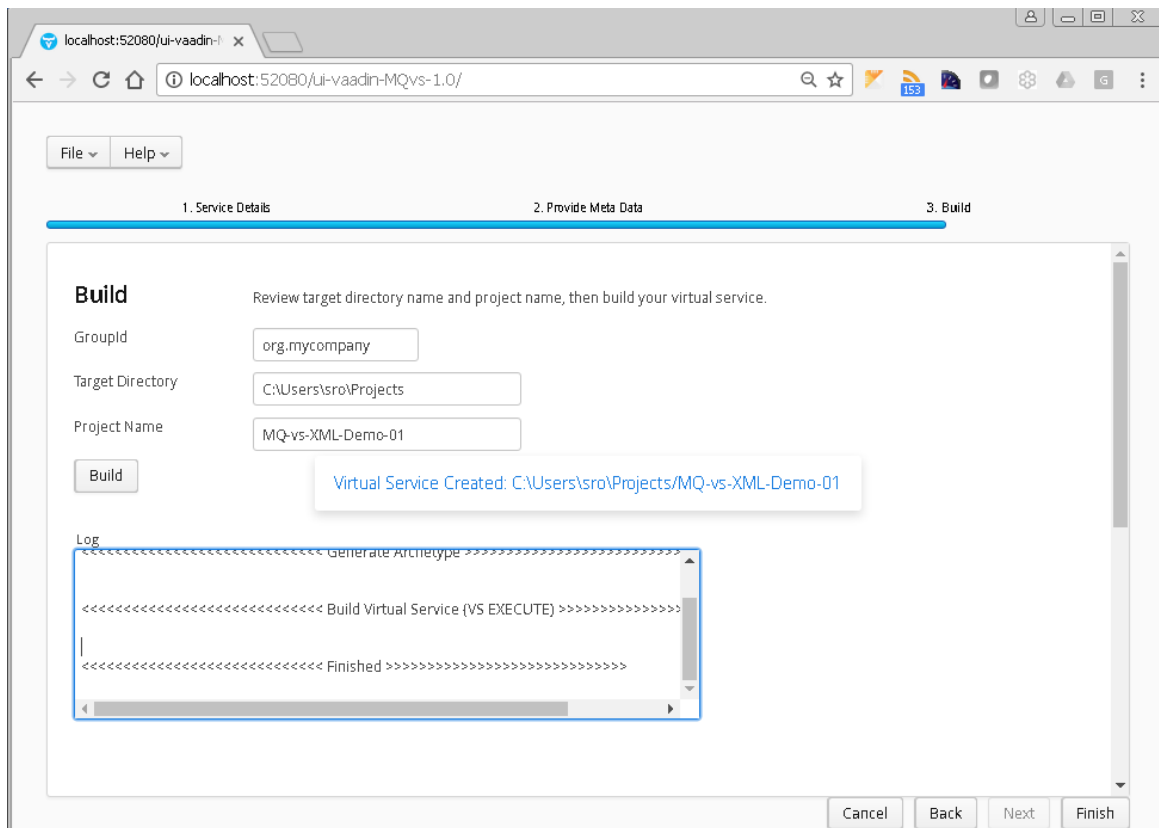 localhost:52080/ui-vaadin-M
localhost:52080/ui-vaadin-MQvs-1.0/
153
G
File
Help
1. Service Details
2. Provide Meta Data
3. Build
Build
Review target directory name and project name, then build your virtual service.
GroupId
org.mycompany
Target Directory
C:\Users\sro\Projects
Project Name
MQ-vs-XML-Demo-01
Build
Virtual Service Created: C:\Users\sro\Projects/MQ-vs-XML-Demo-01
Log
<<<<<<<<<<<<<<<<<<<<<<<<<<<<< Generate Archetype >>>>>>>>>>>>>>>>>>>>>>>>>>
<<<<<<<<<<<<<<<<<<<<<<<<<<<<< Build Virtual Service (VS EXECUTE) >>>>>>>>>>>>>>>
<<<<<<<<<<<<<<<<<<<<<<<<<<<<< Finished >>>>>>>>>>>>>>>>>>>>>>>>>>>>>
Cancel
Back
Next
Finish